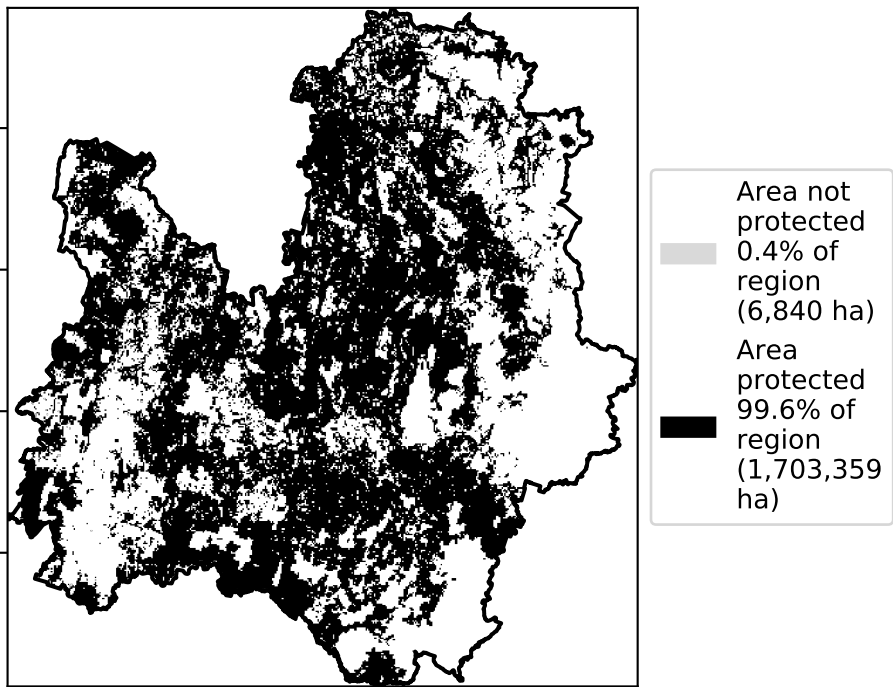 Area not
protected
0.4% of
region
(6,840 ha)
Area
protected
99.6% of
region
(1,703,359
ha)